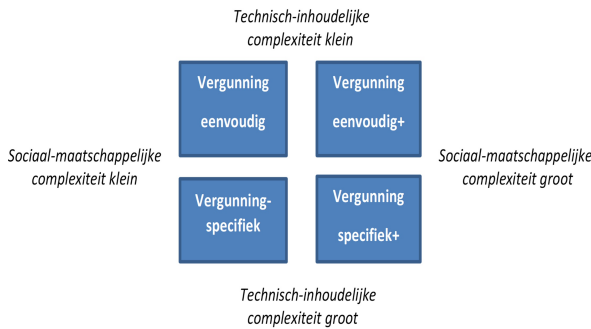 Technisch-inhoudelijke
complexiteit klein
Vergunning
eenvoudig
Vergunning
eenvoudig+
Sociaal-maatschappelijke
complexiteit klein
Sociaal-maatschappelijke
complexiteit groot
Vergunning-
specifiek
Vergunning
specifiek+
Technisch-inhoudelijke
complexiteit groot